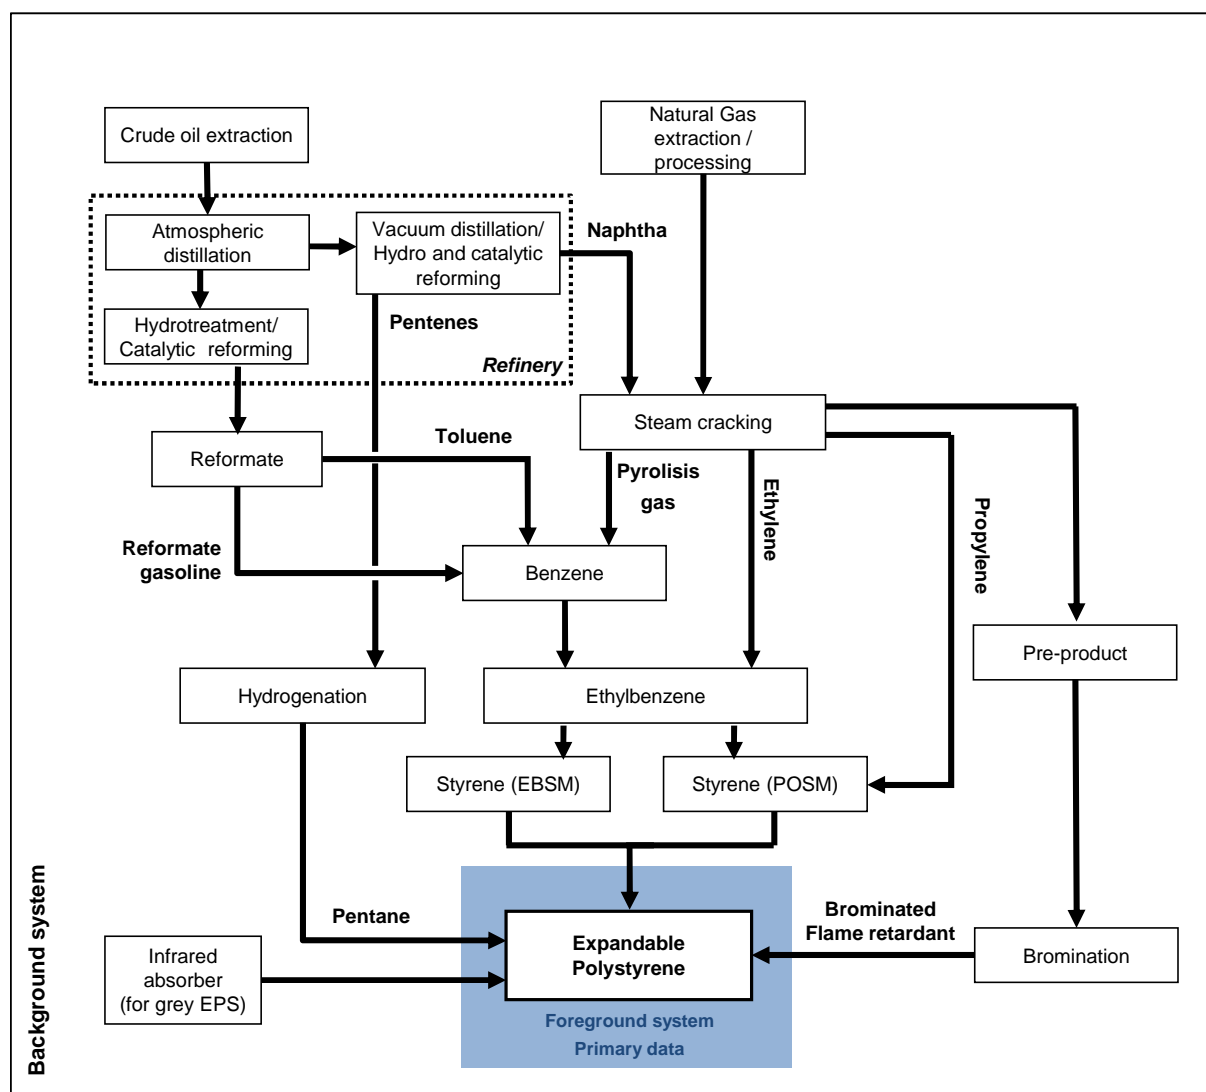 Crude oil extraction
Natural Gas
extraction /
processing
Atmospheric
distillation
Vacuum distillation/
Hydro and catalytic
reforming
Naphtha
Hydrotreatment/
Catalytic reforming
Pentenes
Refinery
Steam cracking
Reformate
Toluene
Pyrolisis
gas
Ethylene
Propylene
Reformate
gasoline
Benzene
Pre-product
Hydrogenation
Ethylbenzene
Styrene (EBSM)
Styrene (POSM)
Pentane
Brominated
Flame retardant
Expandable
Polystyrene
Bromination
Infrared
absorber
(for grey EPS)
Foreground system
Primary data
Background system